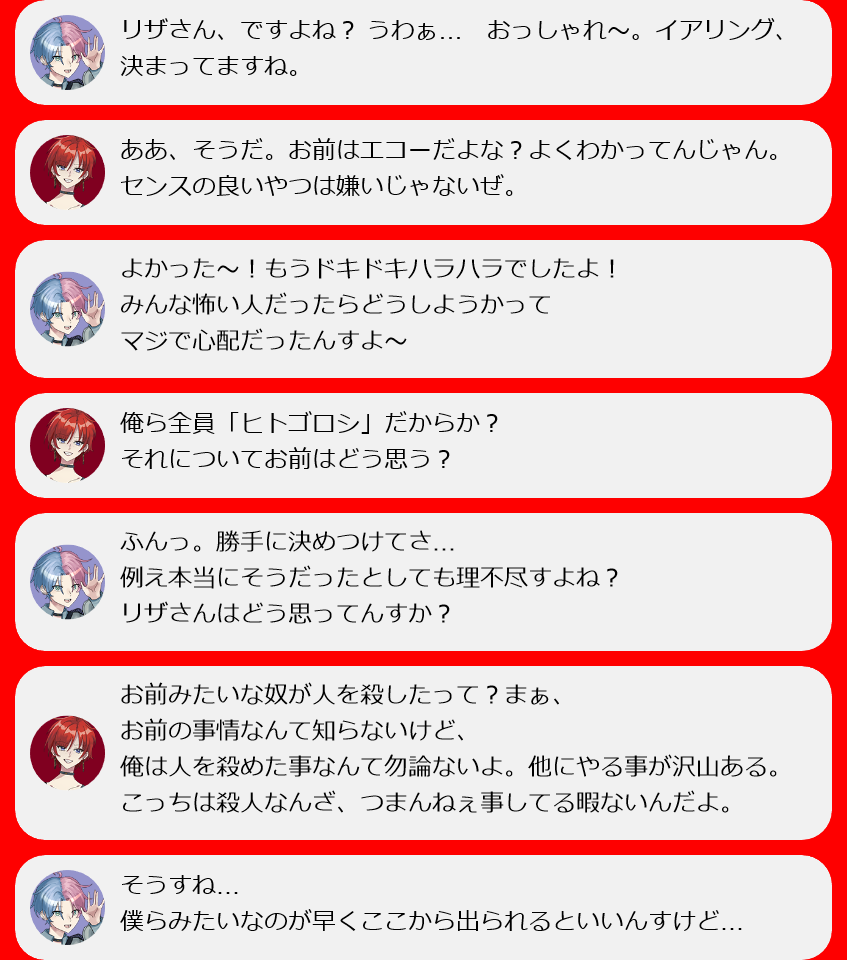 リザさん、ですよね？ うわぁ…　おっしゃれ～。イアリング、
決まってますね。
ああ、そうだ。お前はエコーだよな？よくわかってんじゃん。
センスの良いやつは嫌いじゃないぜ。
よかった～！もうドキドキハラハラでしたよ！
みんな怖い人だったらどうしようかって
マジで心配だったんすよ～
俺ら全員「ヒトゴロシ」だからか？
それについてお前はどう思う？
ふんっ。勝手に決めつけてさ…
例え本当にそうだったとしても理不尽すよね？
リザさんはどう思ってんすか？
お前みたいな奴が人を殺したって？まぁ、
お前の事情なんて知らないけど、
俺は人を殺めた事なんて勿論ないよ。他にやる事が沢山ある。
こっちは殺人なんざ、つまんねぇ事してる暇ないんだよ。
そうすね…
僕らみたいなのが早くここから出られるといいんすけど…